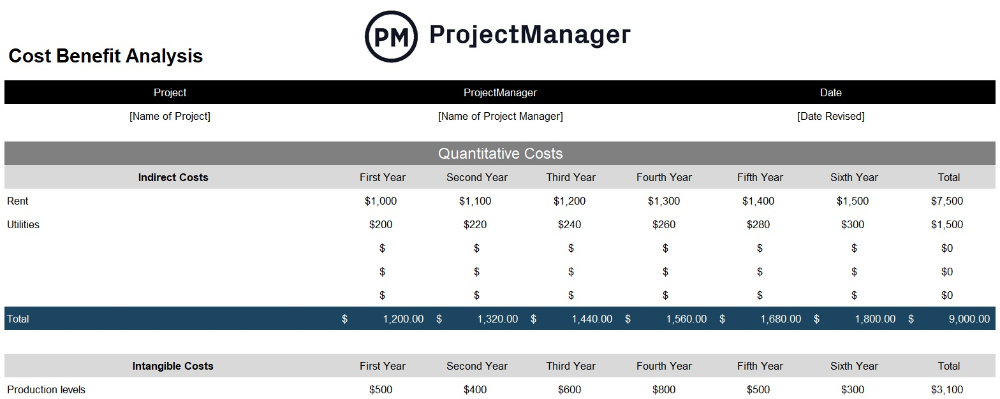 PM ProjectManager
Cost Benefit Analysis
Project ProjectManager Date
[Name of Project] [Name of Project Manager] [Date Revised]
Quantitative Costs
Indirect Costs First Year Second Year Third Year Fourth Year Fifth Year Sixth Year Total
Rent $1,000 $1,100 $1,200 $1,300 $1,400 $1,500 $7,500
Utilities $200 $220 $240 $260 $280 $300 $1,500
$ $ $ $ $ $ $0
$ $ $ $ $ $ $0
$ $ $ $ $ $ $0
Total $ 1,200.00 $ 1,320.00 $ 1,440.00 $ 1,560.00 $ 1,680.00 $ 1,800.00 $ 9,000.00
Intangible Costs First Year Second Year Third Year Fourth Year Fifth Year Sixth Year Total
Production levels $500 $400 $600 $800 $500 $300 $3,100